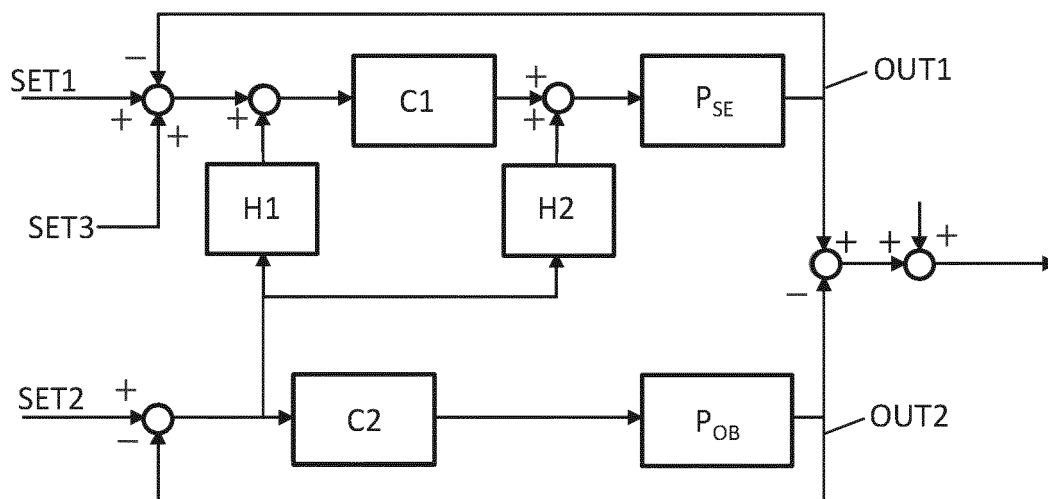 −
SET1
+
+
+
C1
+
+
P_SE
OUT1
H1
H2
SET3
+
+
+
−
SET2
+
−
C2
P_OB
OUT2